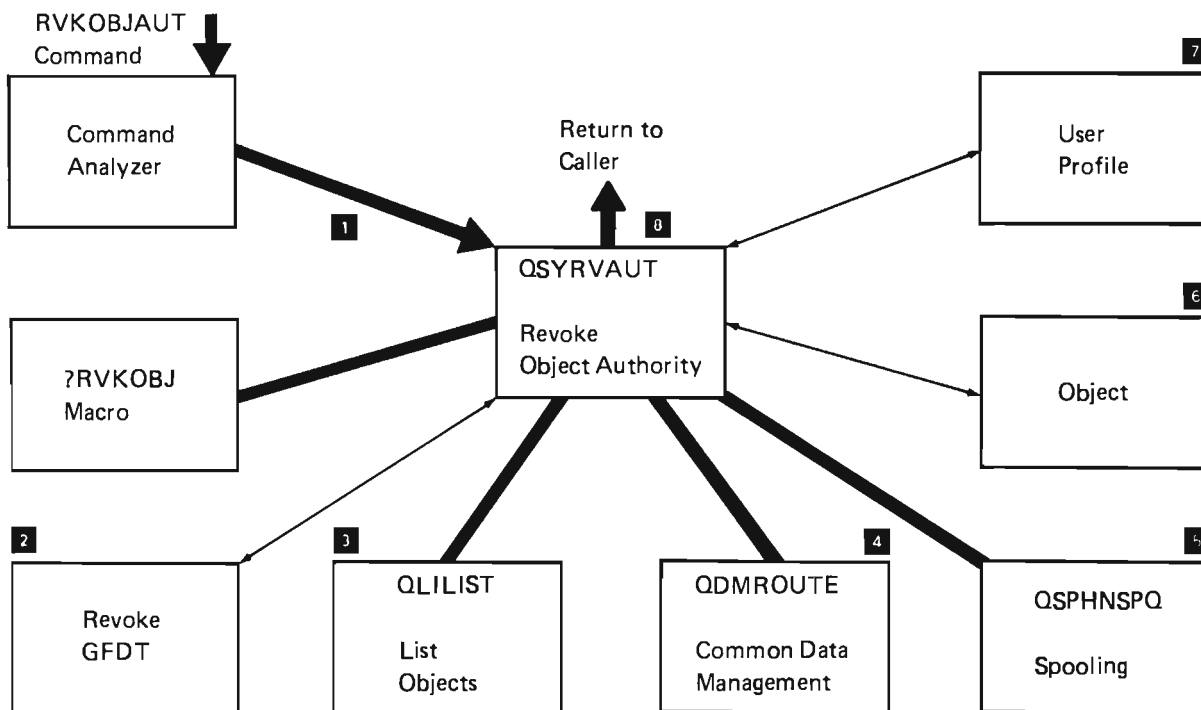 RVKOBJAUT
Command
7
Command
Analyzer
Return to
Caller
User
Profile
1
8
QSYRVAUT
Revoke
Object Authority
6
?RVKOBJ
Macro
Object
2
3
4
5
Revoke
GFDT
QLILIST
List
Objects
QDMROUTE
Common Data
Management
QSPHNSPQ
Spooling